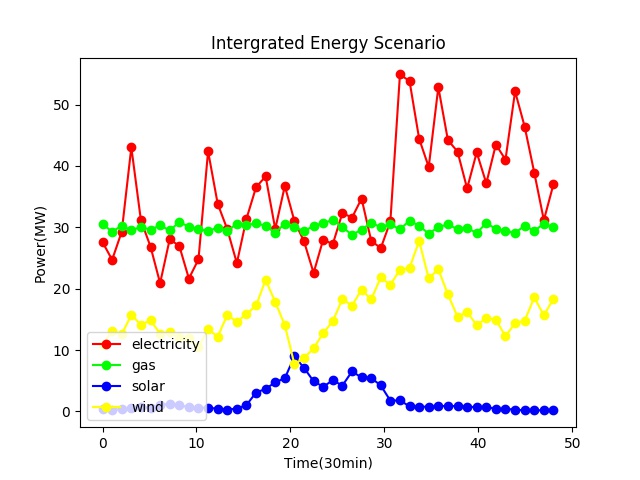 Intergrated Energy Scenario
Power(MW)
50
40
30
20
10
0
electricity
gas
solar
wind
0 10 20 30 40 50
Time(30min)